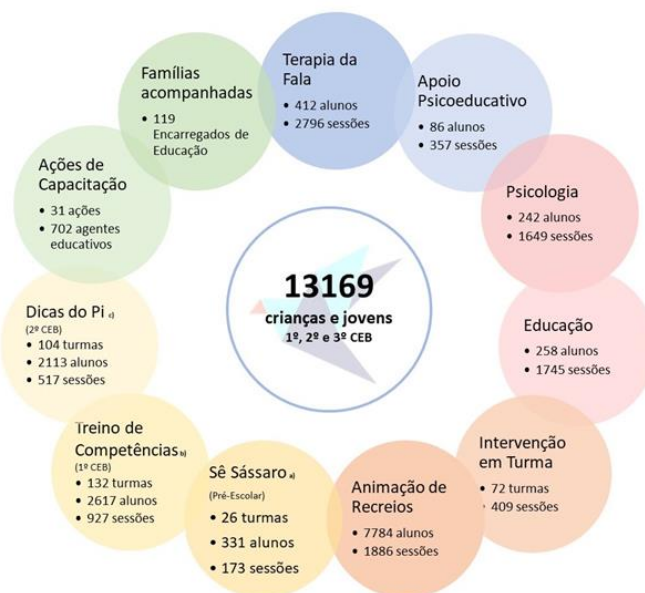 Terapia da
Fala
• 412 alunos
• 2796 sessões
Apoio
Psicoeducativo
• 86 alunos
• 357 sessões
Psicologia
• 242 alunos
• 1649 sessões
Educação
• 258 alunos
• 1745 sessões
Intervenção
em Turma
• 72 turmas
• 409 sessões
Animação de
Recreios
• 7784 alunos
• 1886 sessões
Sê Sássaro a)
(Pré-Escolar)
• 26 turmas
• 331 alunos
• 173 sessões
Treino de
Competências b)
(1º CEB)
• 132 turmas
• 2617 alunos
• 927 sessões
Dicas do Pi c)
(2º CEB)
• 104 turmas
• 2113 alunos
• 517 sessões
Ações de
Capacitação
• 31 ações
• 702 agentes
educativos
Famílias
acompanhadas
• 119
Encarregados de
Educação
13169
crianças e jovens
1º, 2º e 3º CEB